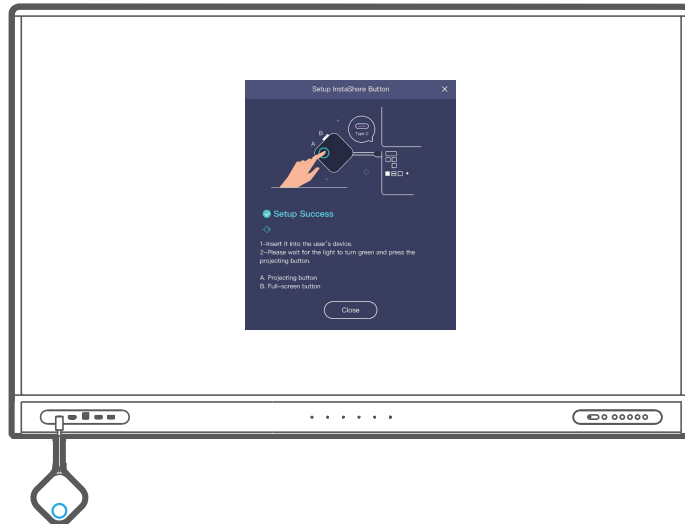 Setup InstaShare Button
B
A
Type C
Setup Success
1-Insert it into the user's device.
2-Please wait for the light to turn green and press the
projecting button.
A. Projecting button
B. Full-screen button
Close